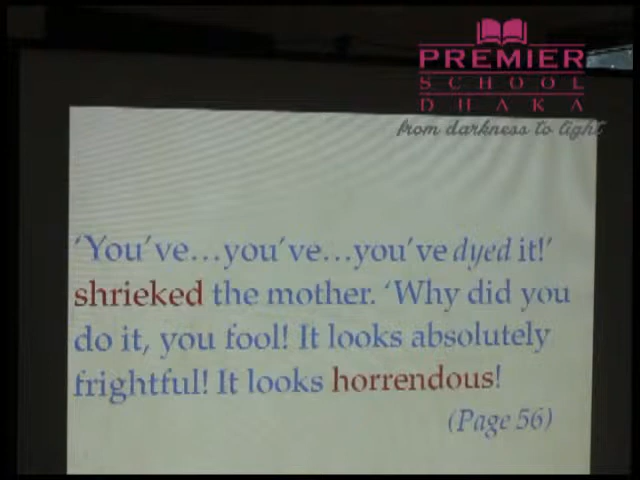 PREMIER
SCHOOL
DHAKA
from darkness to light
‘You’ve...you’ve...you’ve dyed it!’
shrieked the mother. ‘Why did you
do it, you fool! It looks absolutely
frightful! It looks horrendous!
(Page 56)